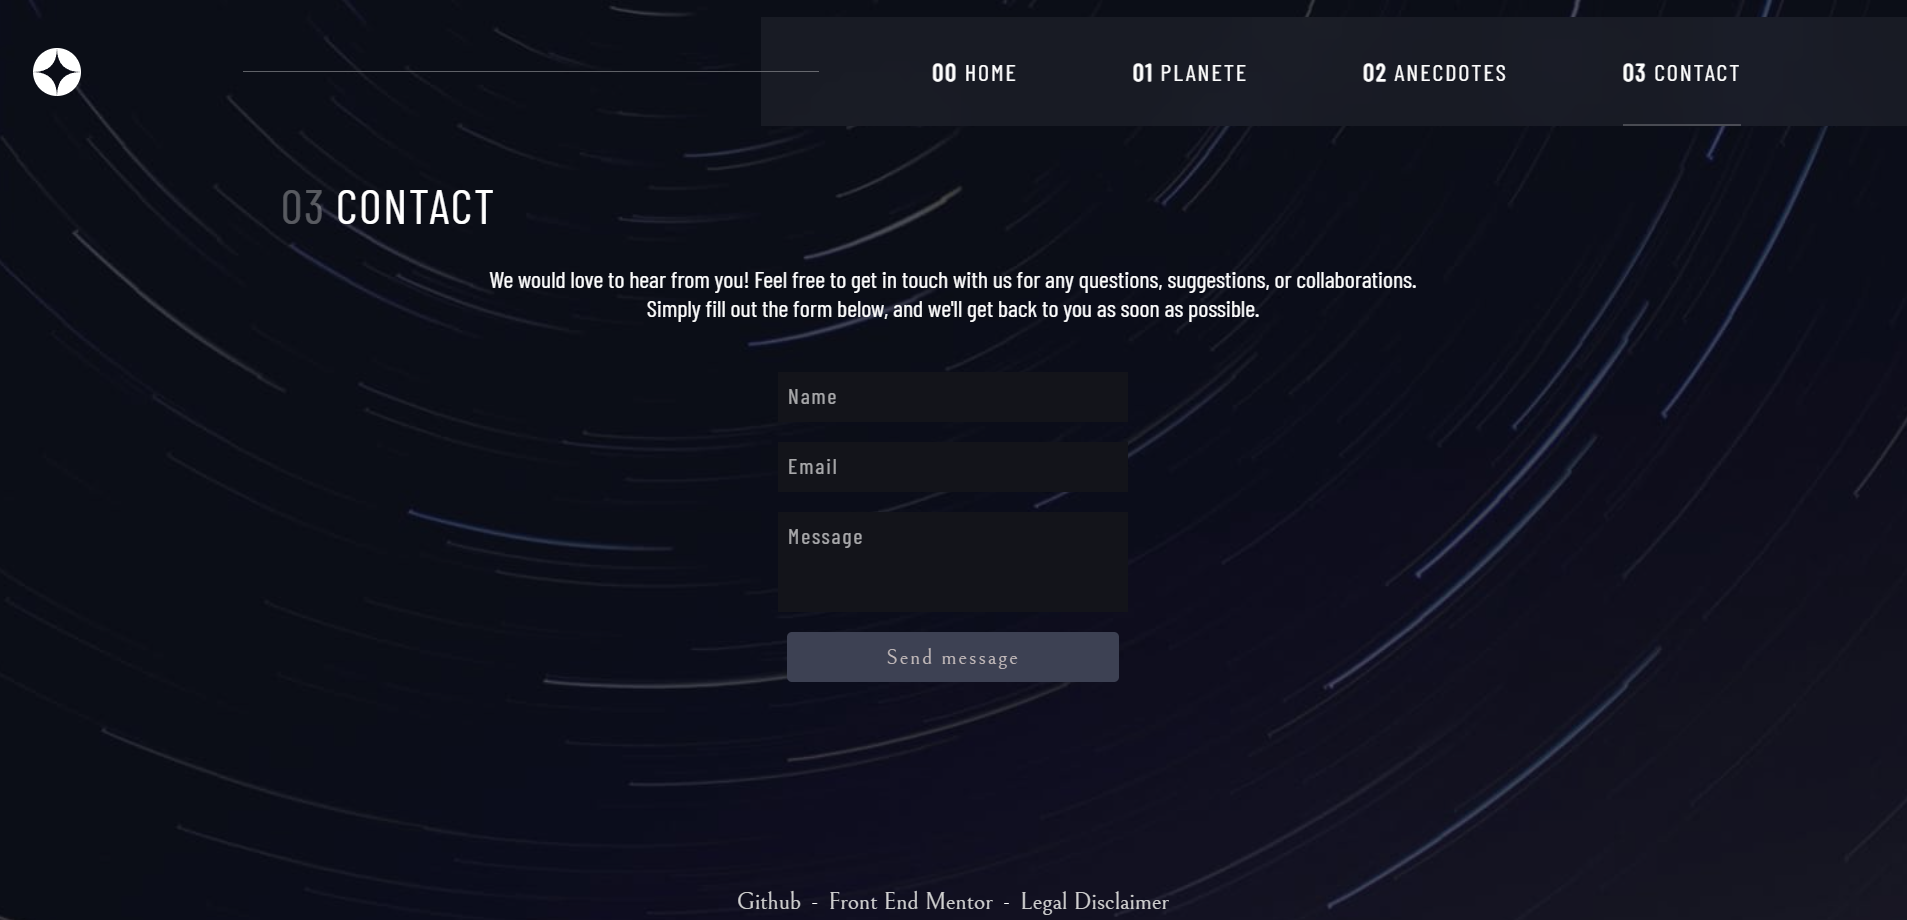 00 HOME 01 PLANETE 02 ANECDOTES 03 CONTACT
03 CONTACT
We would love to hear from you! Feel free to get in touch with us for any questions, suggestions, or collaborations.
Simply fill out the form below, and we'll get back to you as soon as possible.
Name
Email
Message
Send message
Github - Front End Mentor - Legal Disclaimer